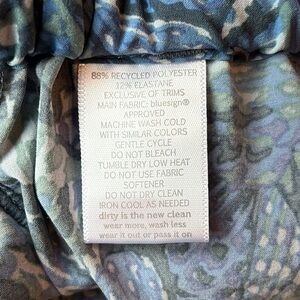 88% RECYCLED POLYESTER
12% ELASTANE
EXCLUSIVE OF TRIMS
MAIN FABRIC: bluesign®
APPROVED
MACHINE WASH COLD
WITH SIMILAR COLORS
GENTLE CYCLE
DO NOT BLEACH
TUMBLE DRY LOW HEAT
DO NOT USE FABRIC
SOFTENER
DO NOT DRY CLEAN
IRON COOL AS NEEDED
dirty is the new clean
wear more, wash less
wear it out or pass it on